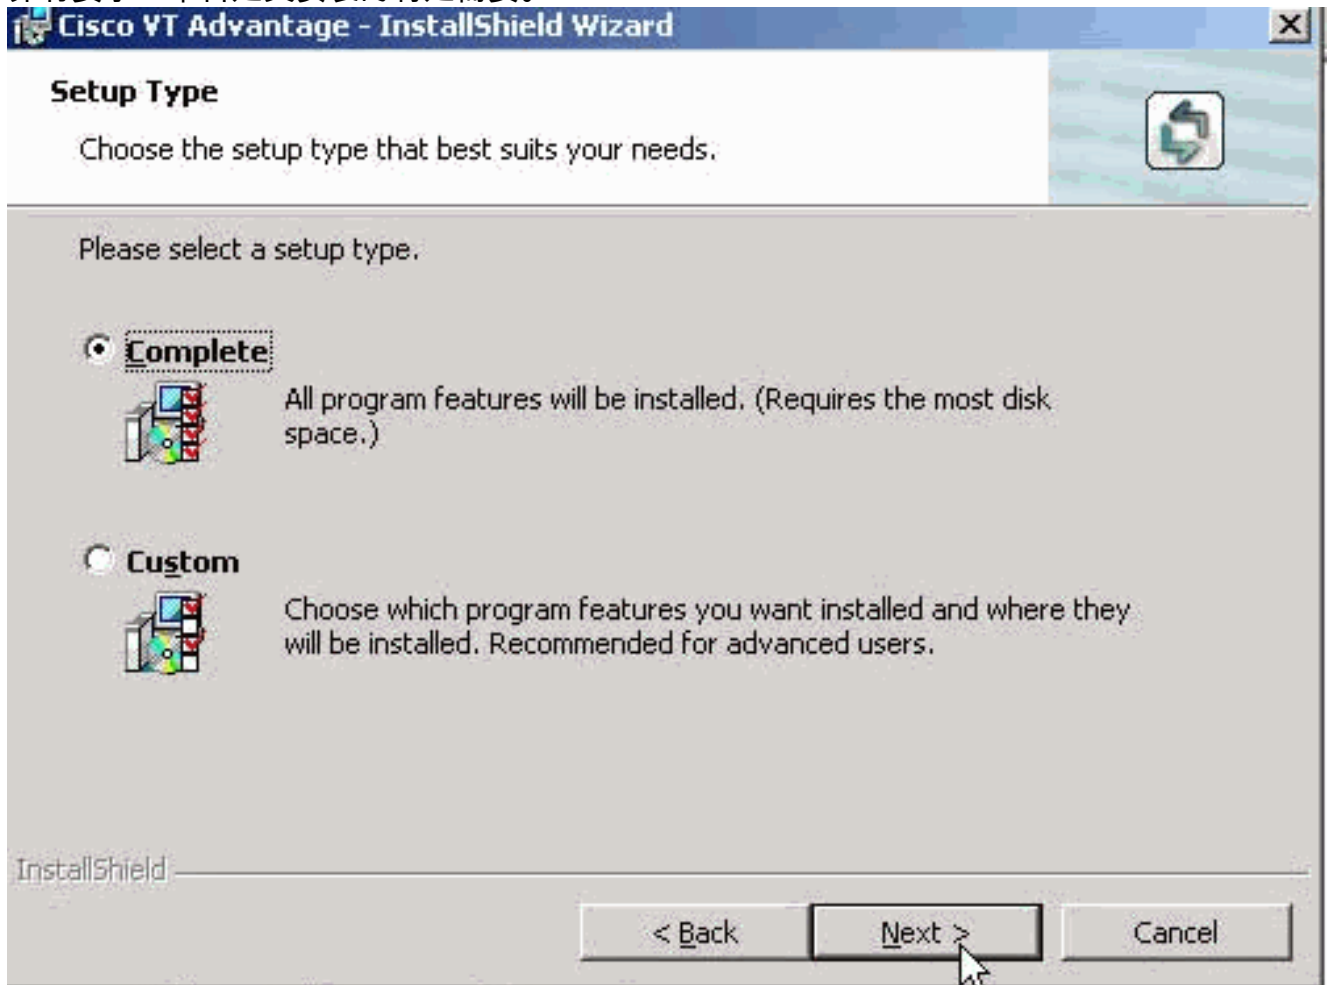 Cisco VT Advantage - InstallShield Wizard
Setup Type
Choose the setup type that best suits your needs.
Please select a setup type.
Complete
All program features will be installed. (Requires the most disk
space.)
Custom
Choose which program features you want installed and where they
will be installed. Recommended for advanced users.
InstallShield
< Back
Next >
Cancel